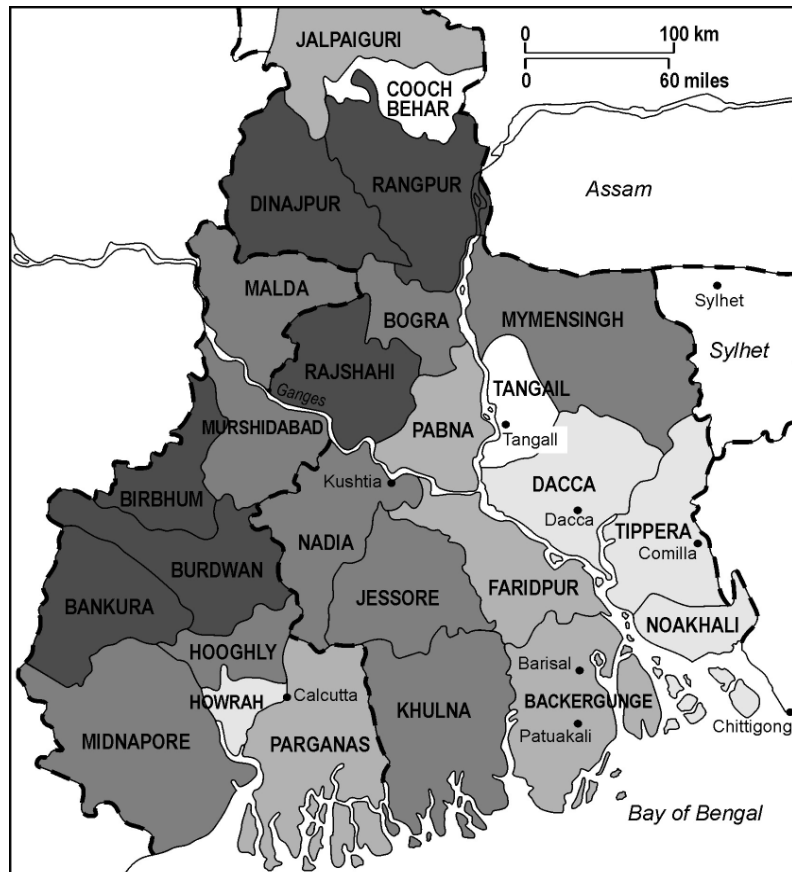 JALPAIGURI
0 100 km
0 60 miles
COOCH
BEHAR
RANGPUR
DINAJPUR
Assam
MALDA
BOGRA
MYMENSINGH
Sylhet
Sylhet
RAJSHAHI
TANGAIL
Ganges
MURSHIDABAD
PABNA
Tangall
Kushtia
DACCA
BIRBHUM
Dacca
TIPPERA
NADIA
Comilla
BURDWAN
FARIDPUR
BANKURA
JESSORE
NOAKHALI
HOOGHLY
Barisal
HOWRAH
Calcutta
KHULNA
BACKERGUNGE
Chittigong
MIDNAPORE
PARGANAS
Patuakali
Bay of Bengal